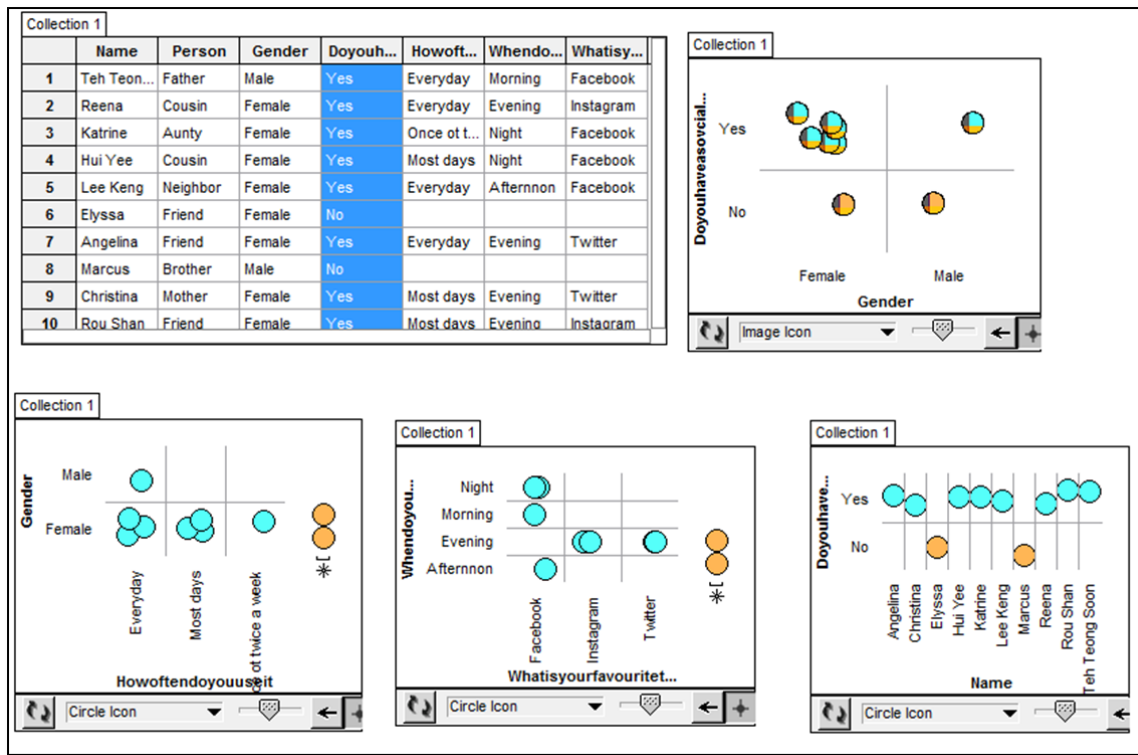 Collection 1
Name Person Gender Doyouh... Howoft... Whendo... Whatisy...
1 Teh Teon... Father Male Yes Everyday Morning Facebook
2 Reena Cousin Female Yes Everyday Evening Instagram
3 Katrine Aunty Female Yes Once ot t... Night Facebook
4 Hui Yee Cousin Female Yes Most days Night Facebook
5 Lee Keng Neighbor Female Yes Everyday Afternnon Facebook
6 Elyssa Friend Female No
7 Angelina Friend Female Yes Everyday Evening Twitter
8 Marcus Brother Male No
9 Christina Mother Female Yes Most days Evening Twitter
10 Rou Shan Friend Female Yes Most days Evening Instagram
Collection 1
Doyouhaveasovcial...
Yes
No
Female Male
Gender
Image Icon
Collection 1
Gender
Male
Female
Everyday
Most days
ce ot twice a week
Howoftendoyouuseit
Circle Icon
Collection 1
Whendoyou...
Night
Morning
Evening
Afternnon
Facebook
Instagram
Twitter
Whatisyourfavouritet...
Circle Icon
Collection 1
Doyouhave...
Yes
No
Angelina
Christina
Elyssa
Hui Yee
Katrine
Lee Keng
Marcus
Reena
Rou Shan
Teh Teong Soon
Name
Circle Icon